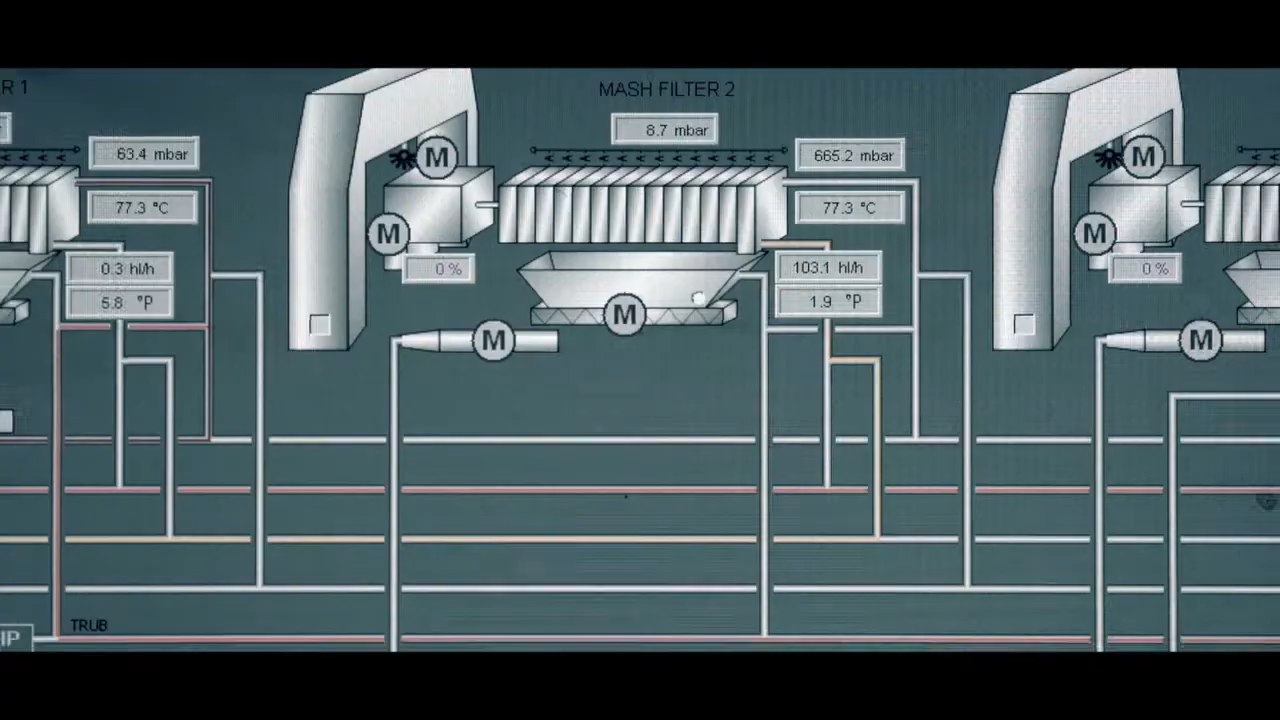 R 1
MASH FILTER 2
8.7 mbar
63.4 mbar
M
M
665.2 mbar
M
77.3 °C
77.3 °C
M
M
M
0.3 hl/h
0 %
103.1 hl/h
0 %
5.8 °P
1.9 °P
M
M
M
TRUB
IP